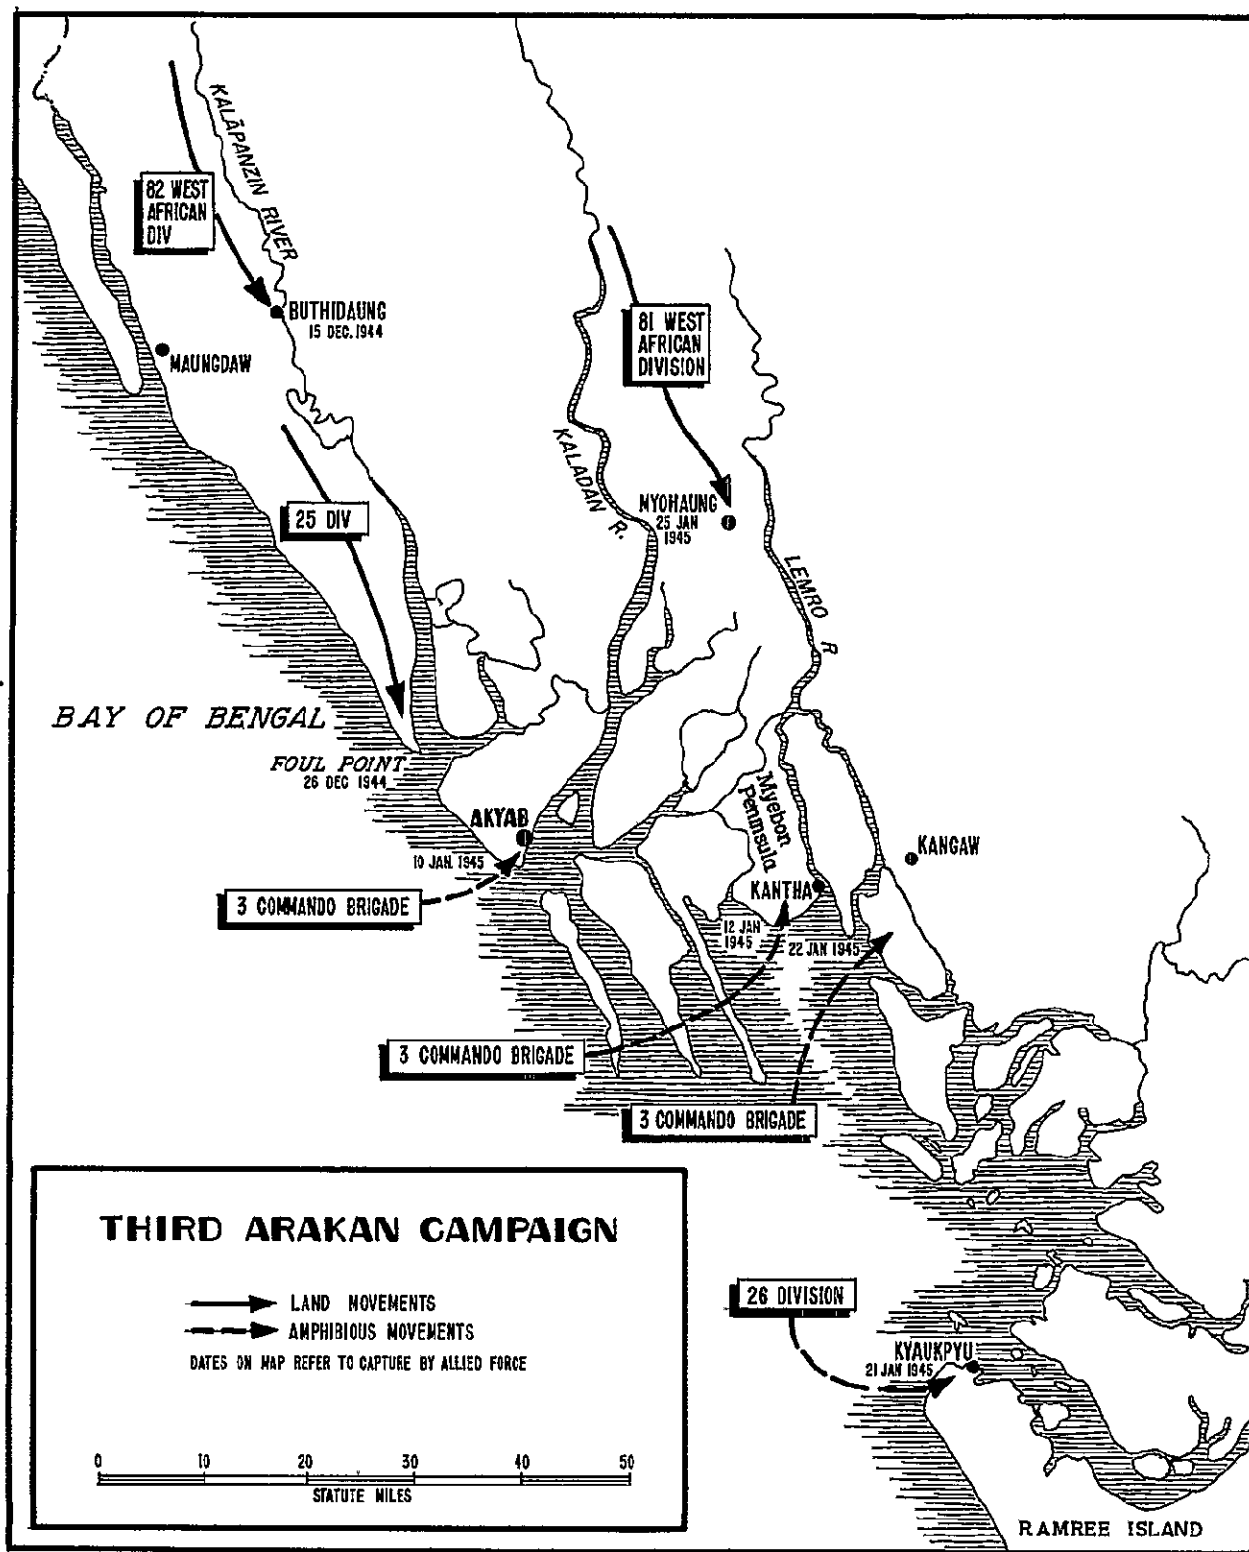 KALAPANZIN RIVER
82 WEST
AFRICAN
DIV
BUTHIDAUNG
15 DEC. 1944
MAUNGDAW
81 WEST
AFRICAN
DIVISION
25 DIV
KALADAN R.
MYOHAUNG
25 JAN
1945
LEMRO R
BAY OF BENGAL
FOUL POINT
26 DEC 1944
Myebon
Peninsula
AKYAB
10 JAN. 1945
KANGAW
KANTHA
3 COMMANDO BRIGADE
12 JAN
1945
22 JAN 1945
3 COMMANDO BRIGADE
3 COMMANDO BRIGADE
THIRD ARAKAN CAMPAIGN
LAND MOVEMENTS
AMPHIBIOUS MOVEMENTS
DATES ON MAP REFER TO CAPTURE BY ALLIED FORCE
0 10 20 30 40 50
STATUTE MILES
26 DIVISION
KYAUKPYU
21 JAN 1945
RAMREE ISLAND